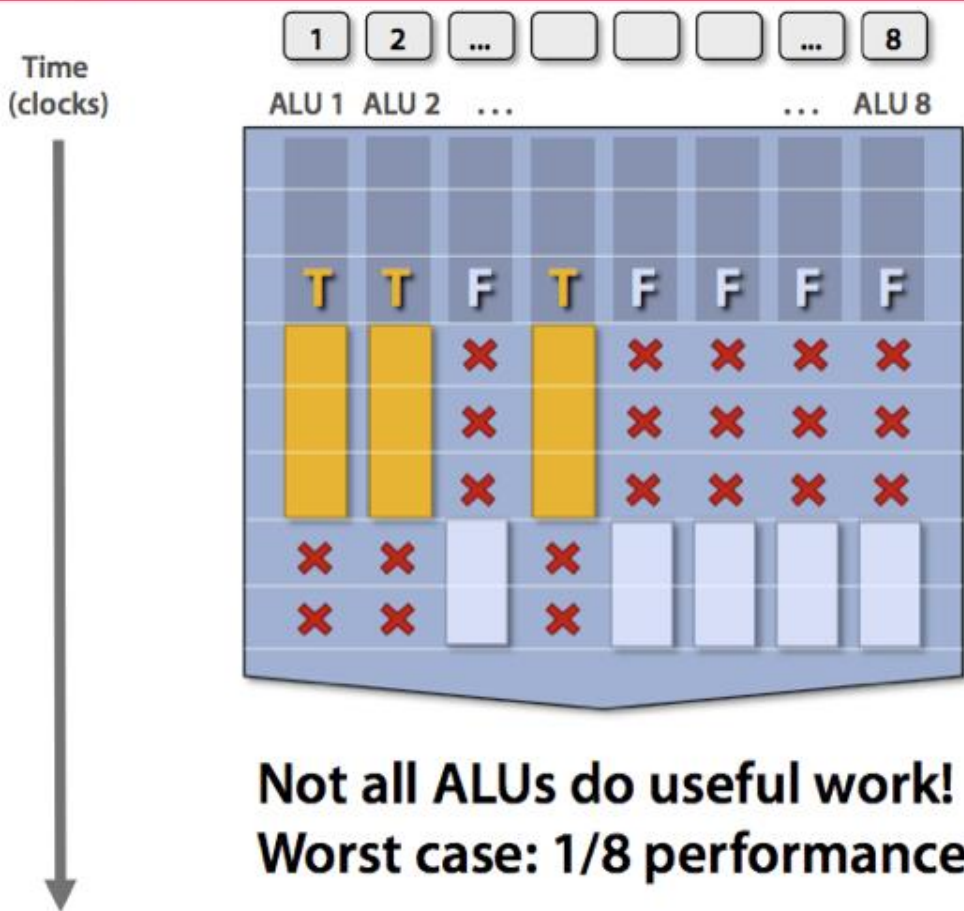 1 2 ... ... 8
Time
(clocks)
ALU 1 ALU 2 ... ... ALU 8
T T F T F F F F
Not all ALUs do useful work!
Worst case: 1/8 performance